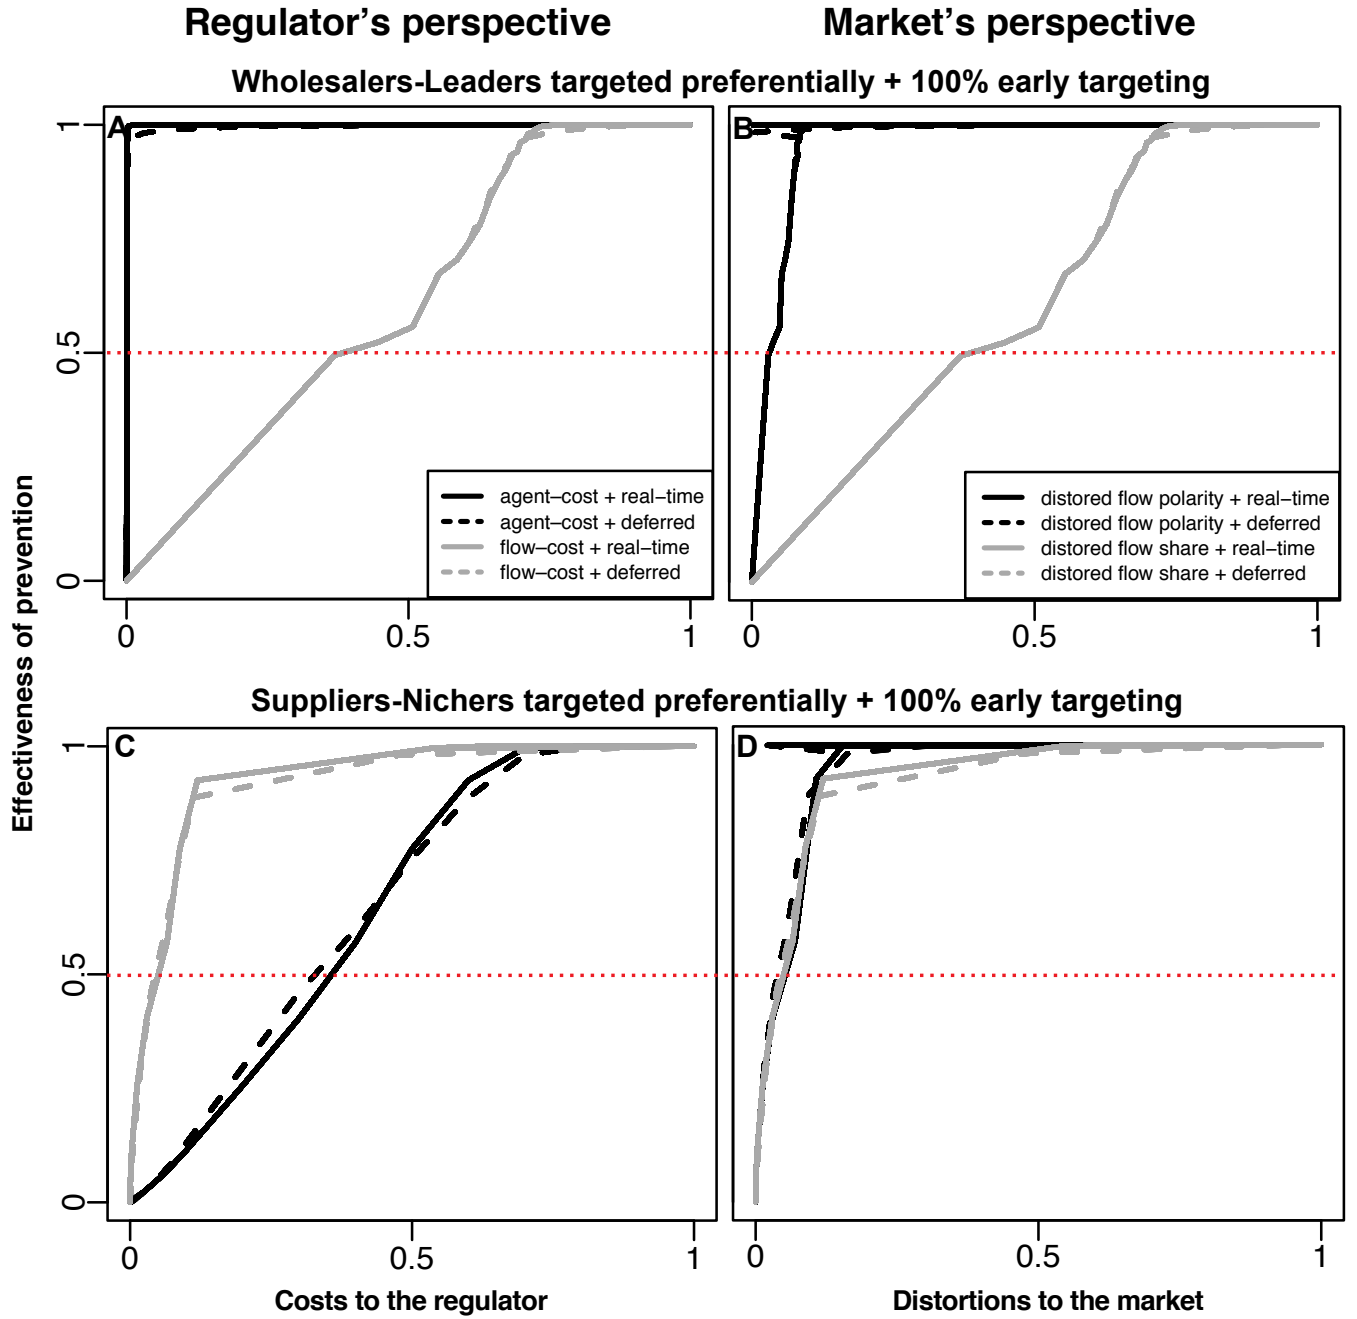 Regulator's perspective
Market's perspective
Wholesalers-Leaders targeted preferentially + 100% early targeting
A
B
1
0.5
0
agent−cost + real−time
agent−cost + deferred
flow−cost + real−time
flow−cost + deferred
distored flow polarity + real−time
distored flow polarity + deferred
distored flow share + real−time
distored flow share + deferred
0
0.5
1
0
0.5
1
Effectiveness of prevention
Suppliers-Nichers targeted preferentially + 100% early targeting
C
D
1
0.5
0
0
0.5
1
0
0.5
1
Costs to the regulator
Distortions to the market